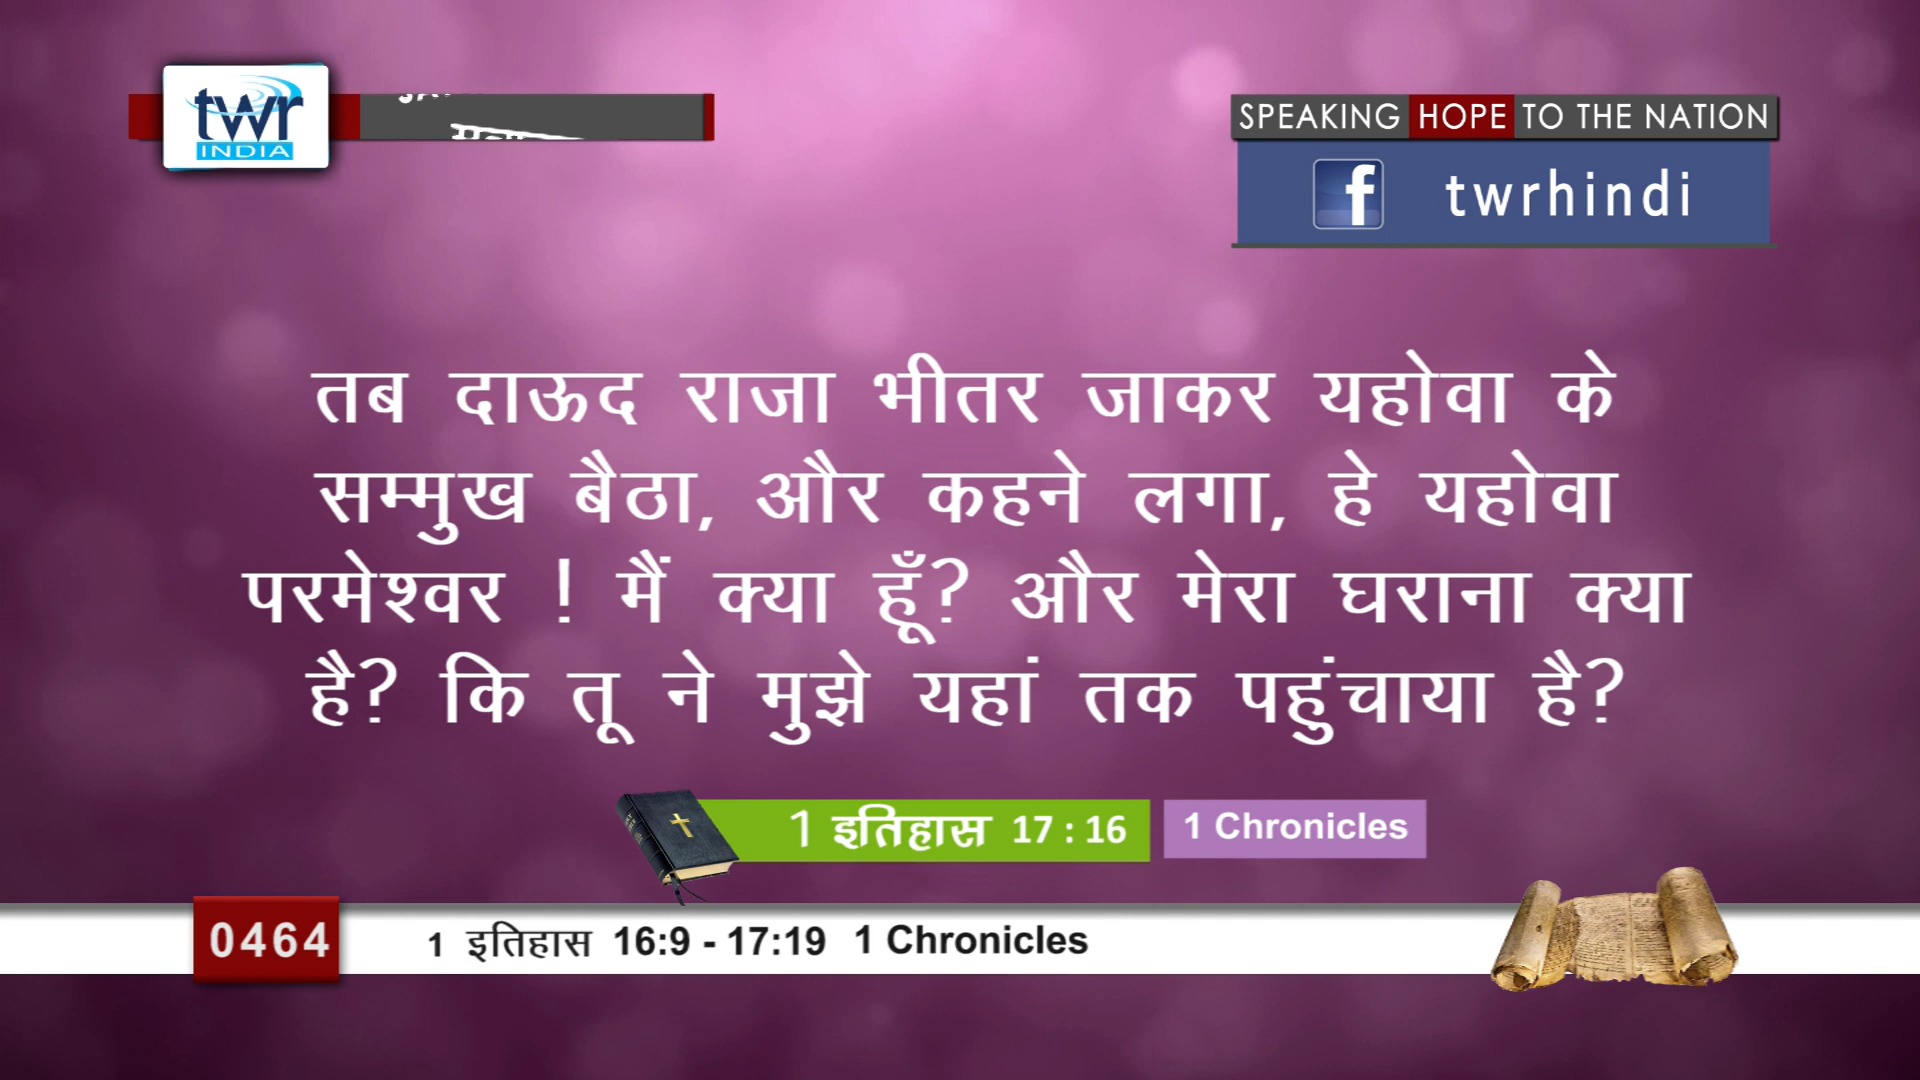 twr
INDIA
SPEAKING HOPE TO THE NATION
f twrhindi
तब दाऊद राजा भीतर जाकर यहोवा के
सम्मुख बैठा, और कहने लगा, हे यहोवा
परमेश्वर ! मैं क्या हूँ? और मेरा घराना क्या
है? कि तू ने मुझे यहां तक पहुंचाया है?
1 इतिहास 17 : 16 1 Chronicles
0464 1 इतिहास 16:9 - 17:19 1 Chronicles